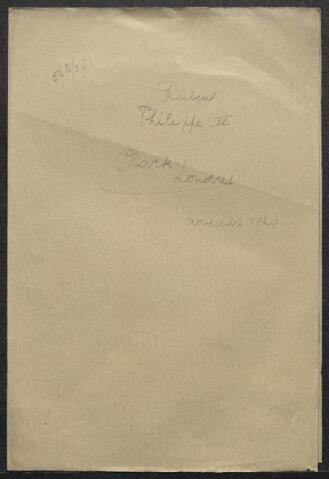 Rubens
Philippe IV
Clark
Londres
novembre 1924